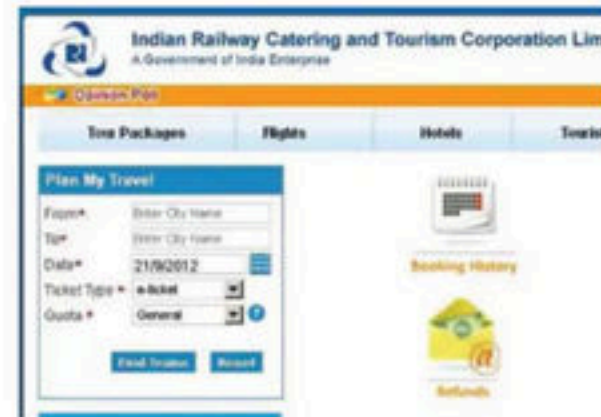 Indian Railway Catering and Tourism Corporation Lim
A Government of India Enterprise
Opinion Poll
Tour Packages Flights Hotels Touris
Plan My Travel
From* Enter City Name
To* Enter City Name
Date* 21/9/2012
Ticket Type * e-ticket
Quota * General ?
Find Trains Reset
Booking History
@
Refunds